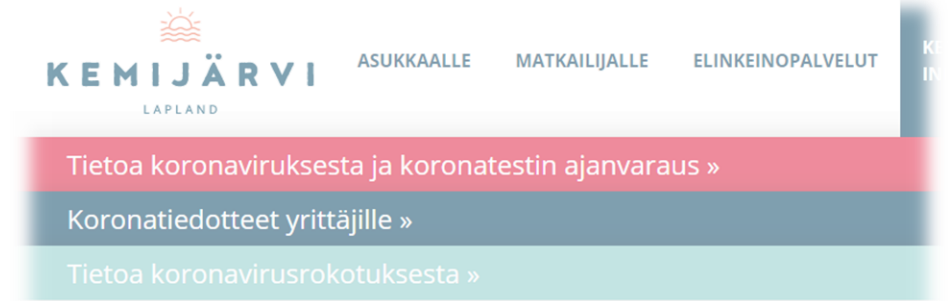 KEMIJÄRVI
LAPLAND
ASUKKAALLE MATKAILIJALLE ELINKEINOPALVELUT
Tietoa koronaviruksesta ja koronatestin ajanvaraus »
Koronatiedotteet yrittäjille »
Tietoa koronavirusrokotuksesta »